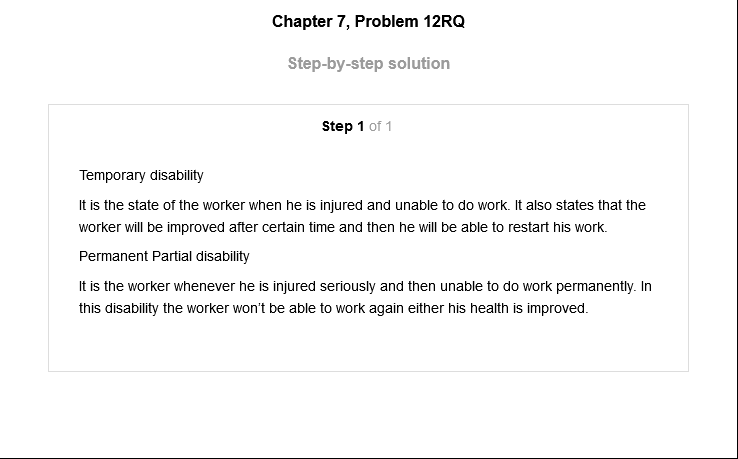 Chapter 7, Problem 12RQ
Step-by-step solution
Step 1 of 1
Temporary disability
It is the state of the worker when he is injured and unable to do work. It also states that the
worker will be improved after certain time and then he will be able to restart his work.
Permanent Partial disability
It is the worker whenever he is injured seriously and then unable to do work permanently. In
this disability the worker won't be able to work again either his health is improved.